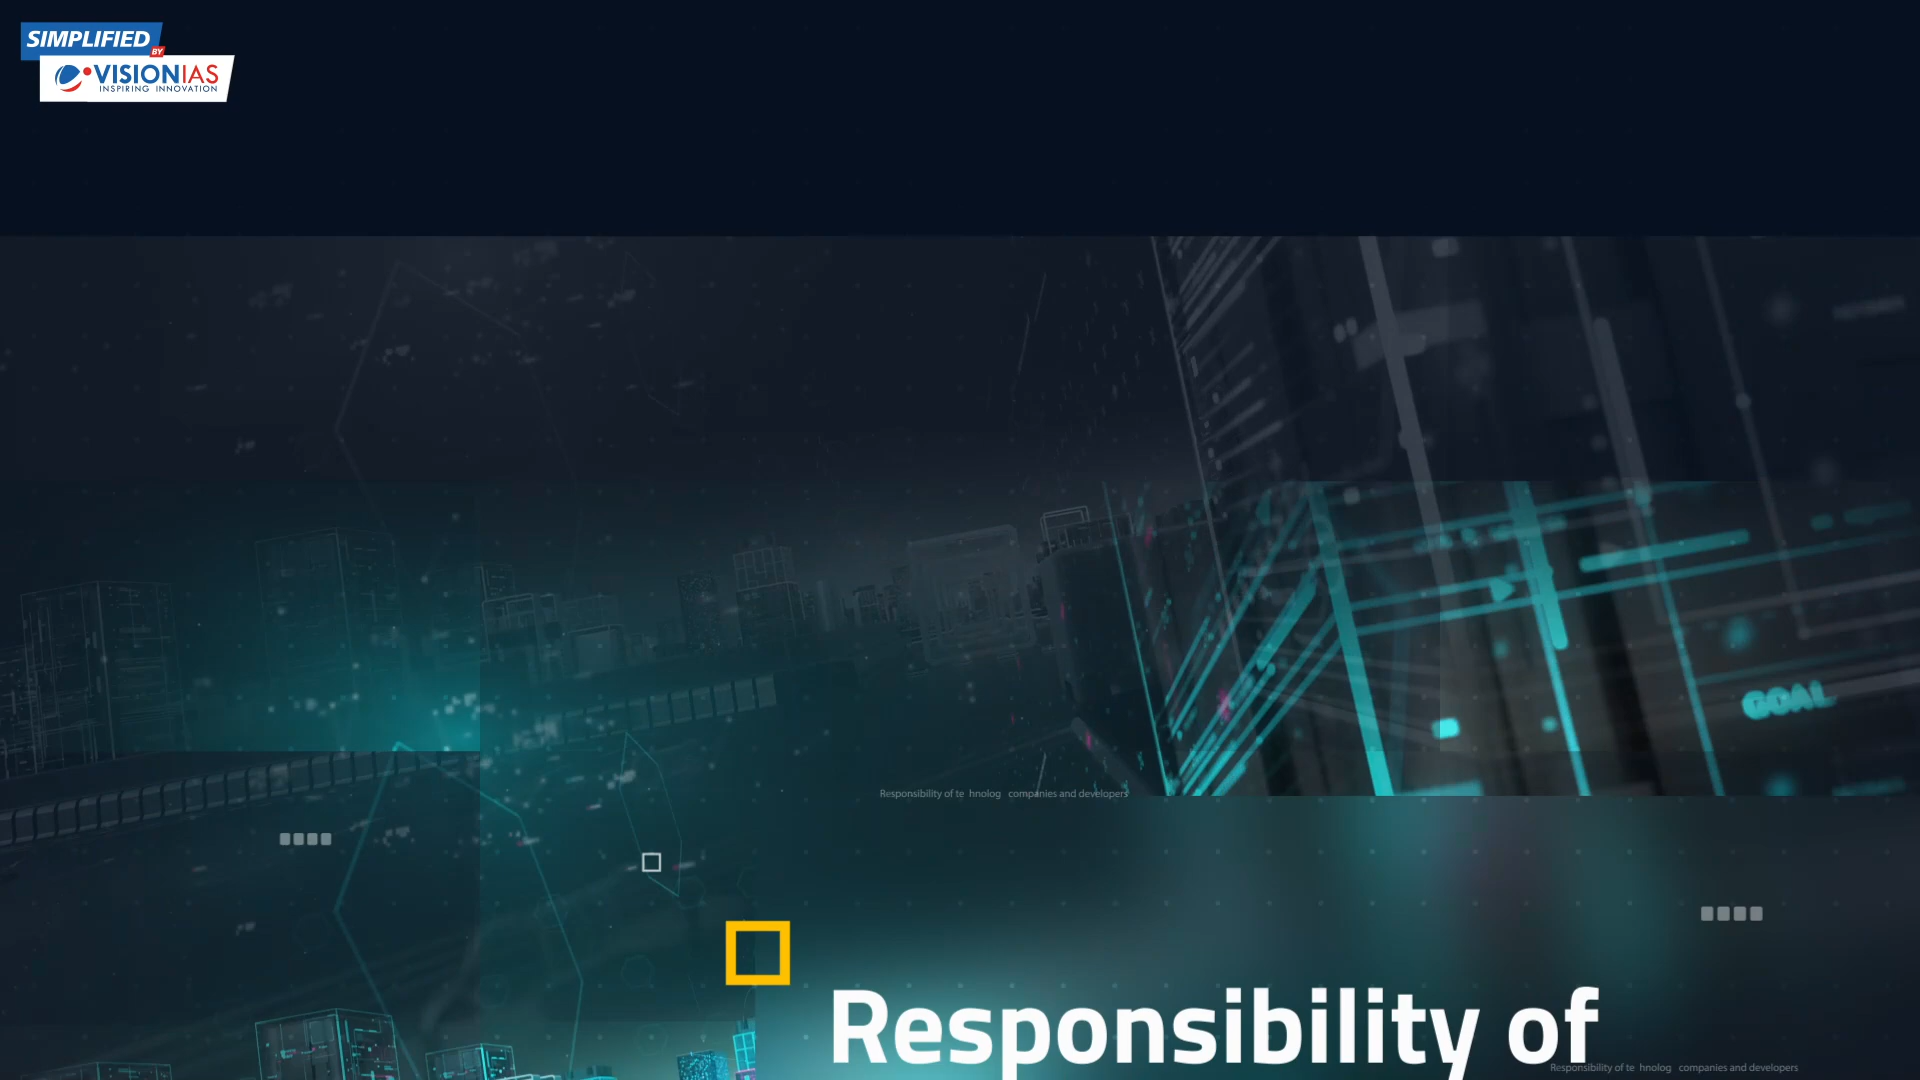 SIMPLIFIED
BY
VISIONIAS
INSPIRING INNOVATION
GOAL
Responsibility of te hnolog companies and developers
Responsibility of
Responsibility of te hnolog companies and developers